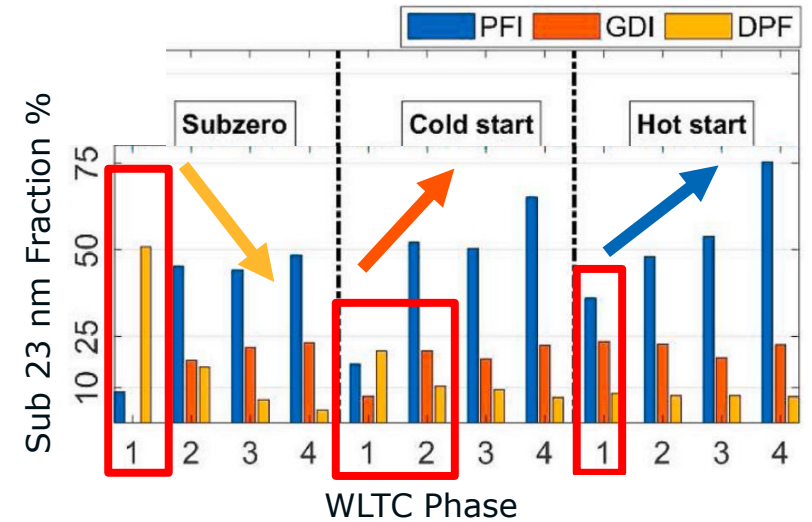 PFI GDI DPF
Subzero Cold start Hot start
Sub 23 nm Fraction %
75
50
25
10
1 2 3 4 1 2 3 4 1 2 3 4
WLTC Phase